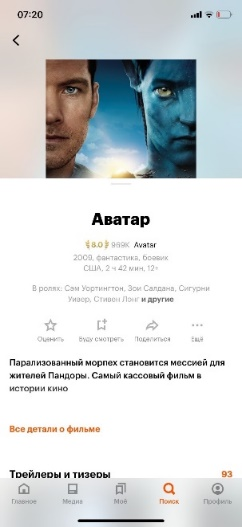 07:20
Аватар
8.0 969K Avatar
2009, фантастика, боевик
США, 2 ч 42 мин, 12+
В ролях: Сэм Уортингтон, Зои Салдана, Сигурни
Уивер, Стивен Лэнг и другие
Оценить Буду смотреть Поделиться Ещё
Парализованный морпех становится мессией для
жителей Пандоры. Самый кассовый фильм в
истории кино
Все детали о фильме
Трейлеры и тизеры 93
Главное Медиа Моё Поиск Профиль